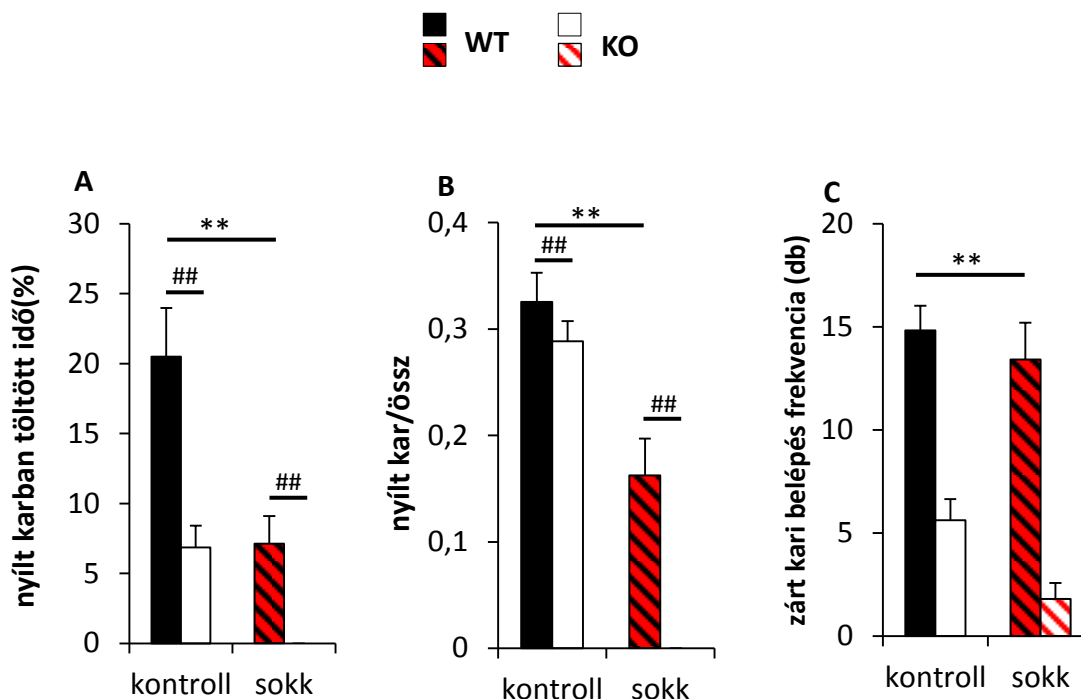 WT KO
A
nyílt karban töltött idő(%)
30
25
20
15
10
5
0
**
##
##
kontroll sokk
B
nyílt kar/össz
0,4
0,3
0,2
0,1
0
**
##
##
kontroll sokk
C
zárt kari belépés frekvencia (db)
20
15
10
5
0
**
kontroll sokk